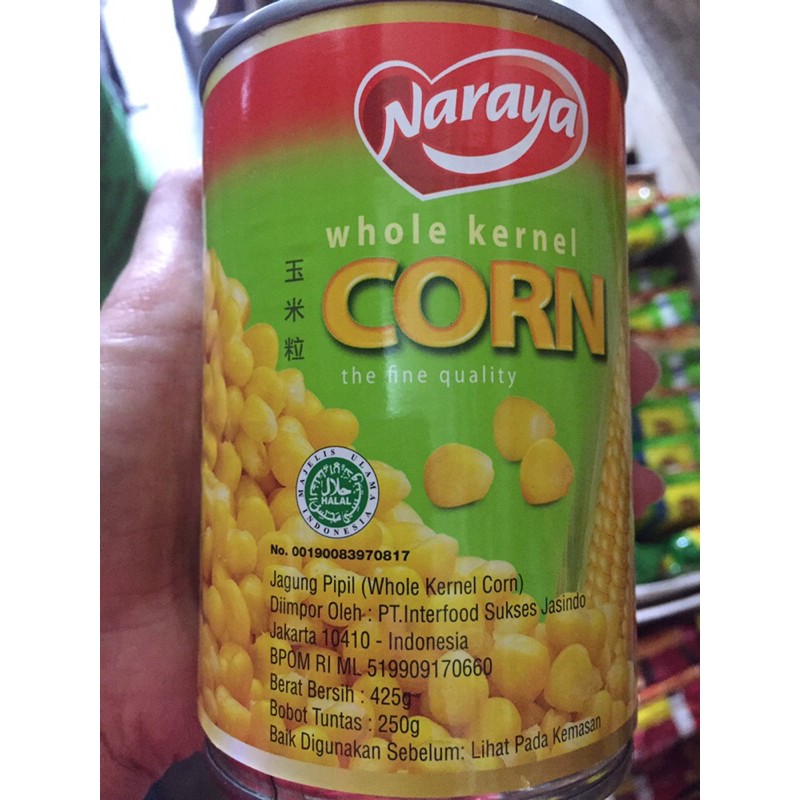 Naraya
whole kernel
CORN
玉米粒
the fine quality
MAJELIS ULAMA INDONESIA
حلال
HALAL
No. 00190083970817
Jagung Pipil (Whole Kernel Corn)
Diimpor Oleh : PT.Interfood Sukses Jasindo
Jakarta 10410 - Indonesia
BPOM RI ML 519909170660
Berat Bersih : 425g
Bobot Tuntas : 250g
Baik Digunakan Sebelum: Lihat Pada Kemasan